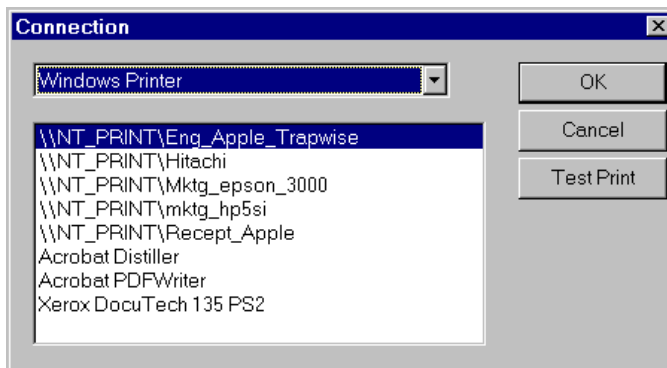 Connection
Windows Printer
OK
\\NT_PRINT\Eng_Apple_Trapwise
Cancel
\\NT_PRINT\Hitachi
\\NT_PRINT\Mktg_epson_3000
Test Print
\\NT_PRINT\mktg_hp5si
\\NT_PRINT\Recept_Apple
Acrobat Distiller
Acrobat PDFWriter
Xerox DocuTech 135 PS2